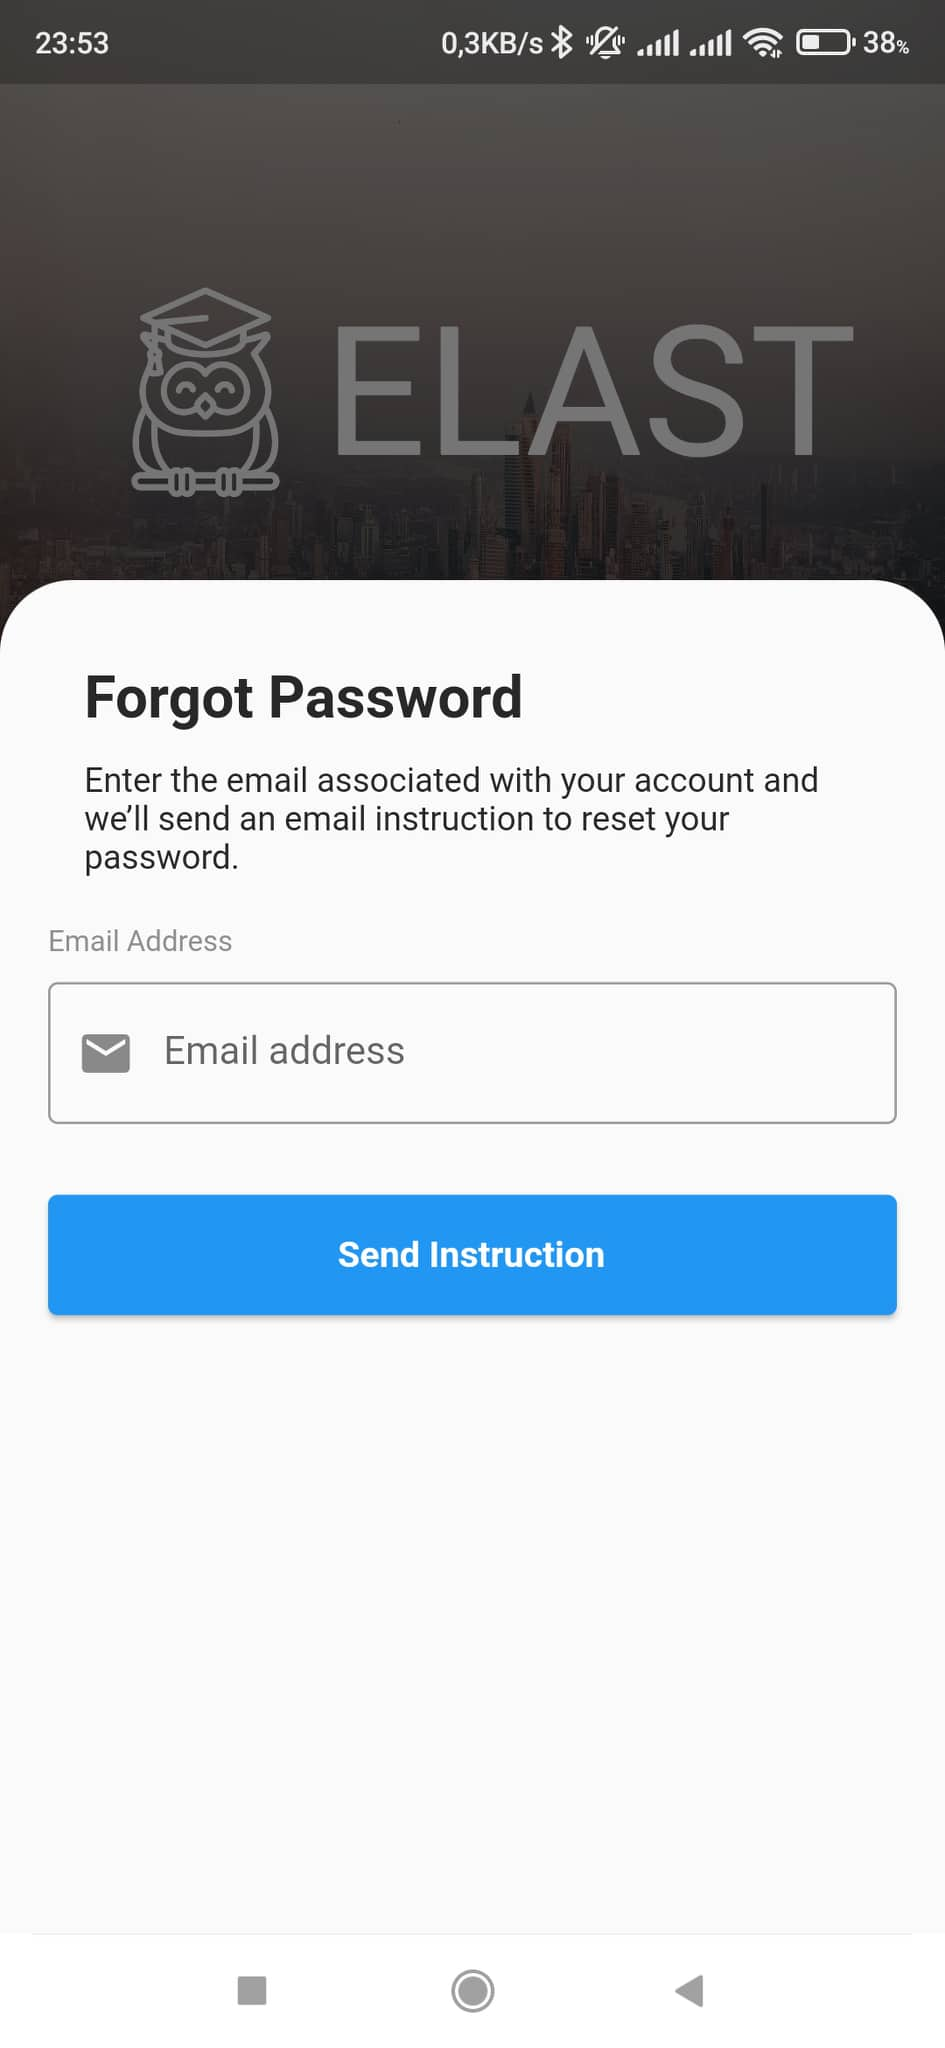 23:53 0,3KB/s 38%
ELAST
Forgot Password
Enter the email associated with your account and
we’ll send an email instruction to reset your
password.
Email Address
Email address
Send Instruction